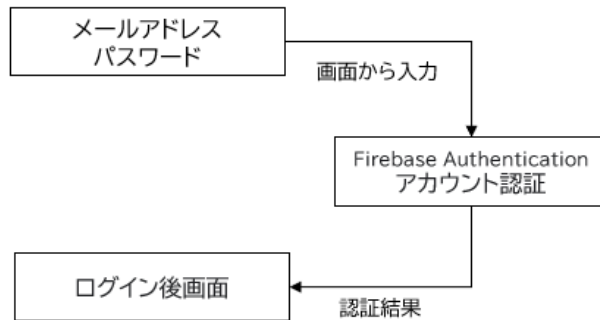 メールアドレス
パスワード
画面から入力
Firebase Authentication
アカウント認証
ログイン後画面
認証結果